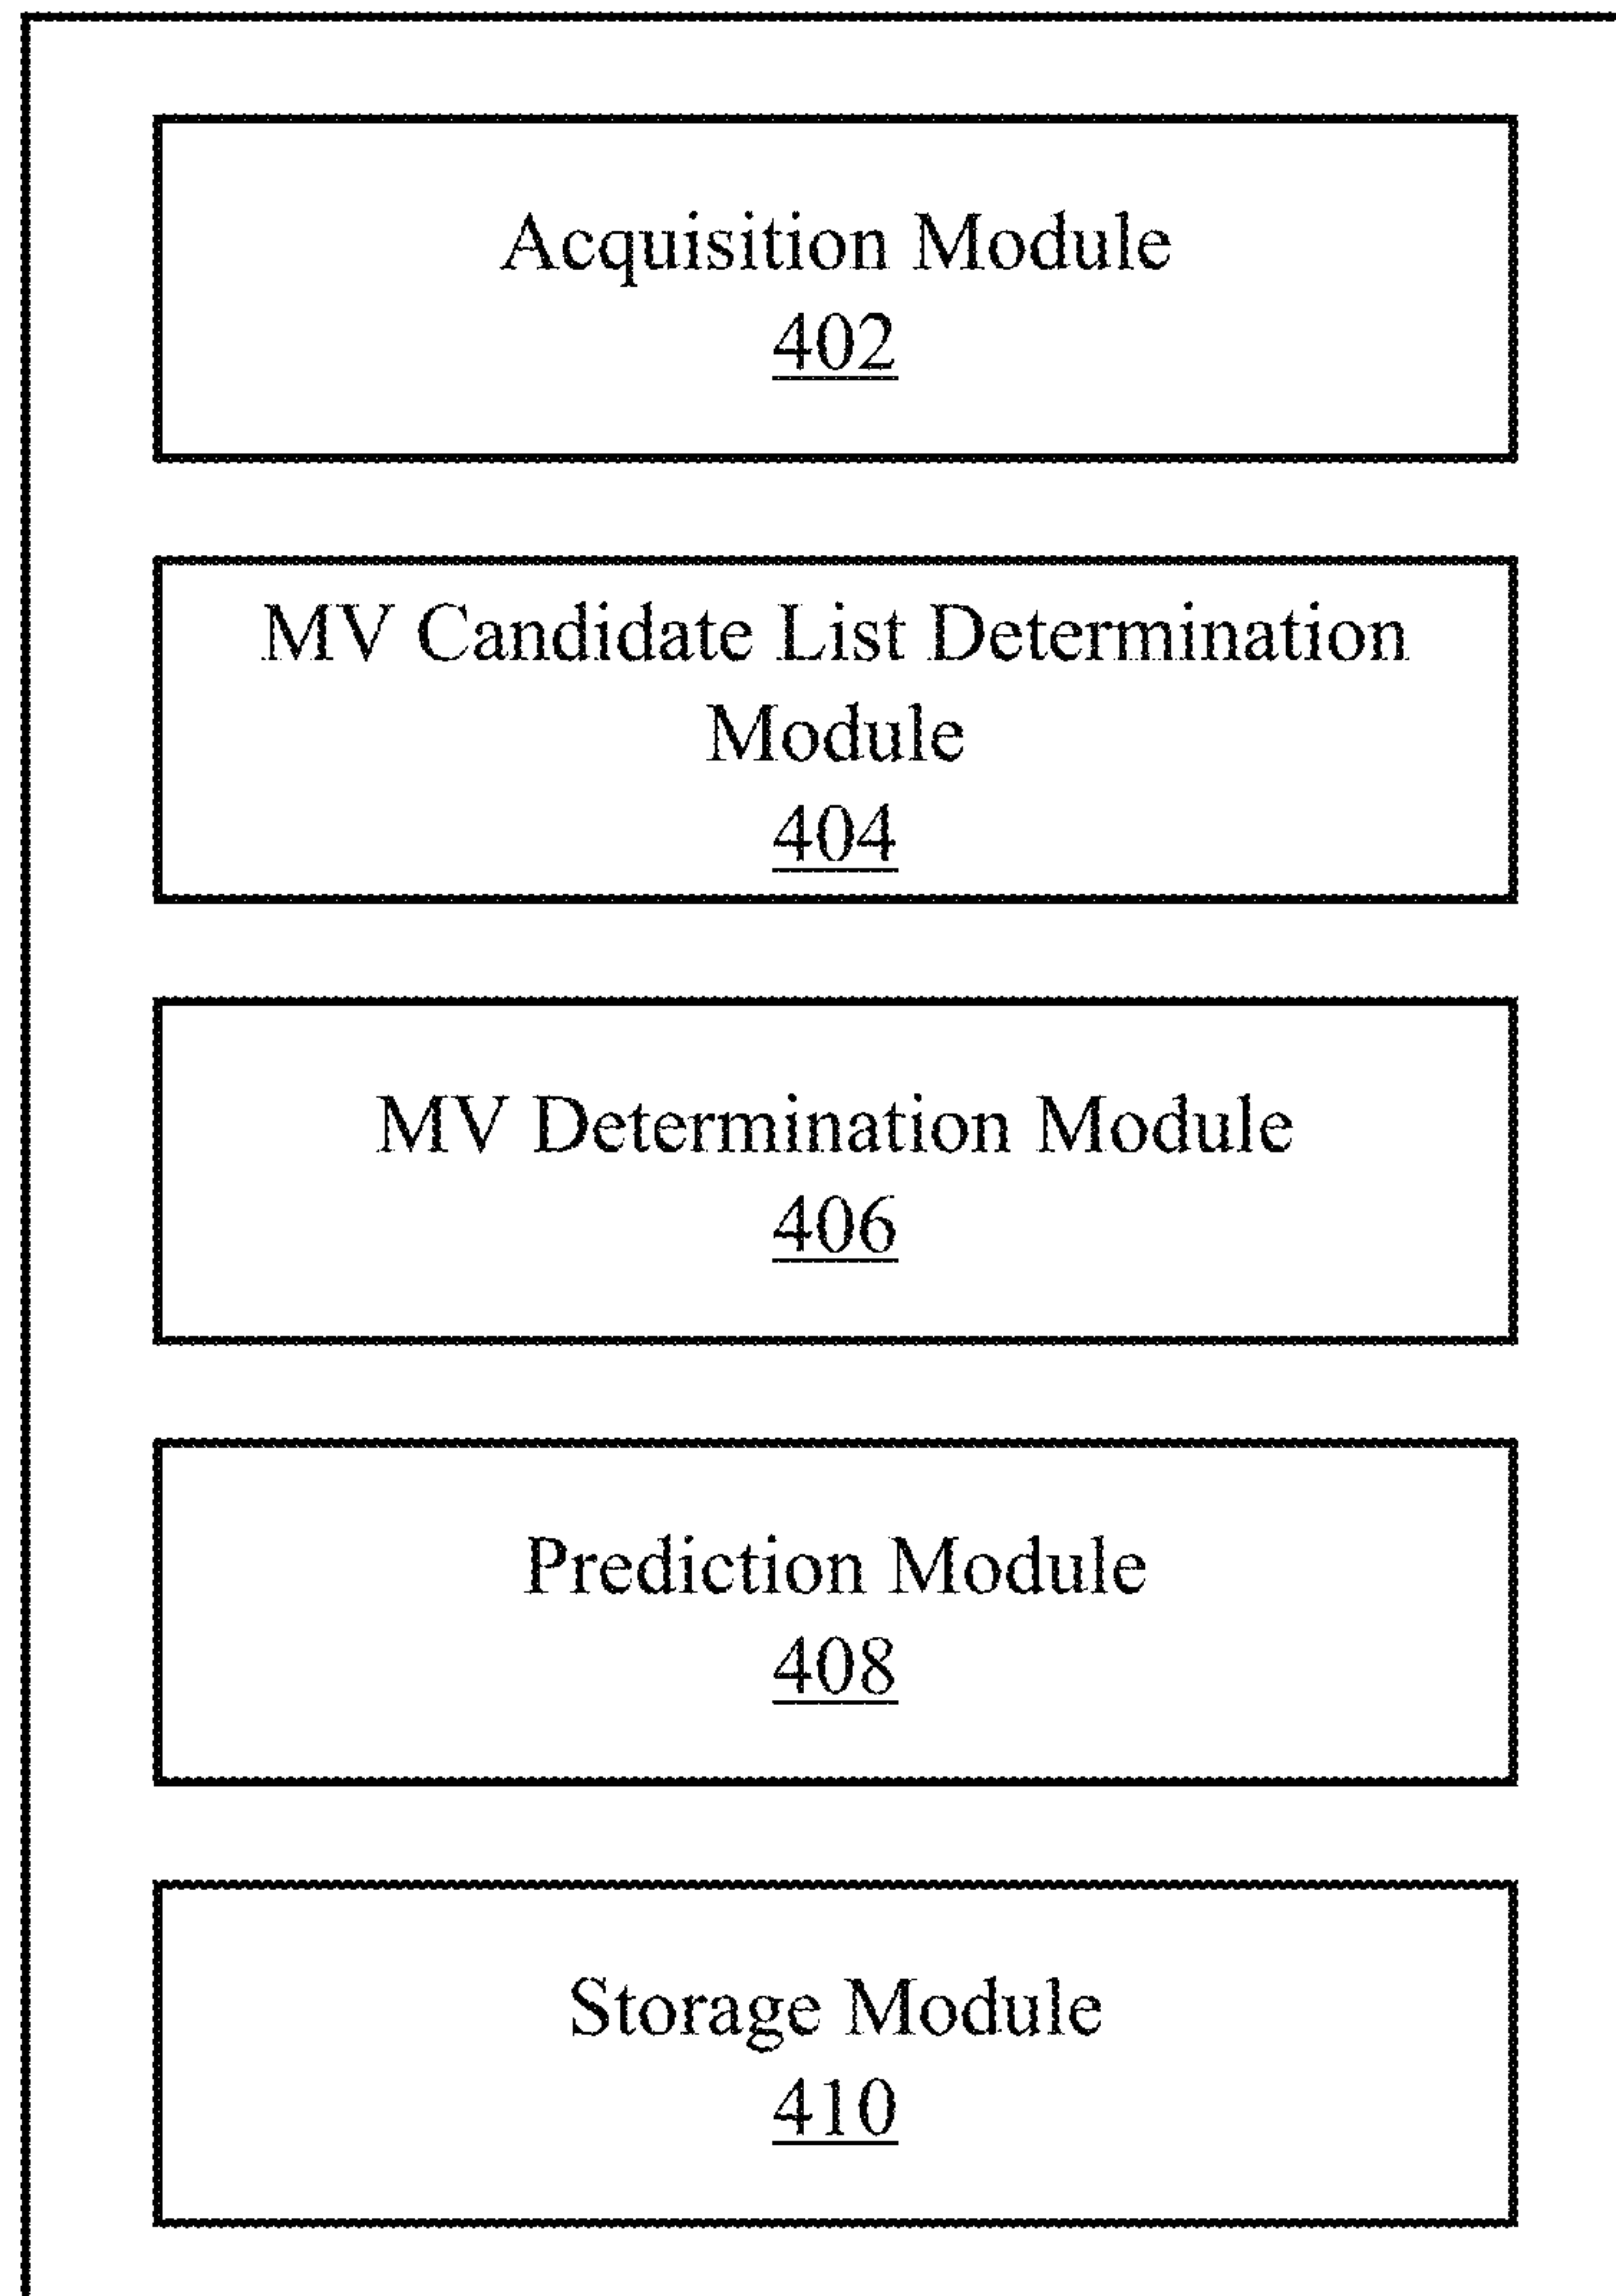 Acquisition Module
402
MV Candidate List Determination
Module
404
MV Determination Module
406
Prediction Module
408
Storage Module
410